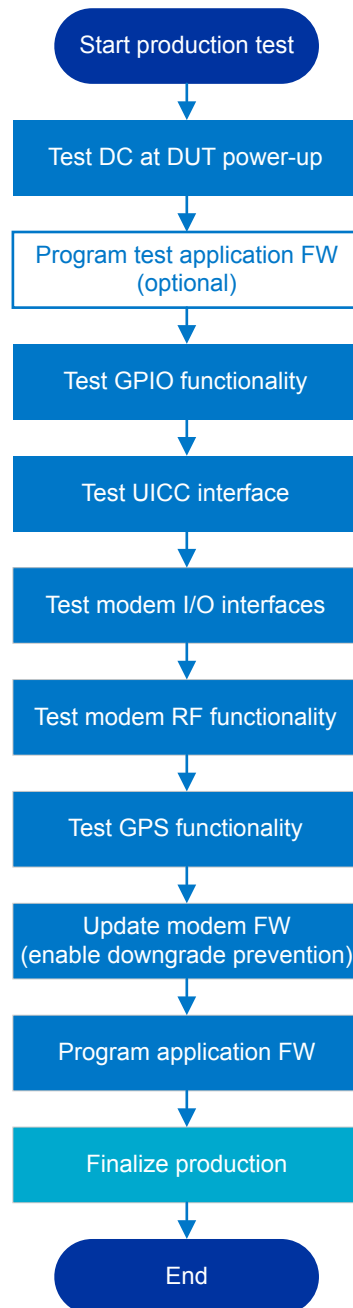 Start production test
Test DC at DUT power-up
Program test application FW
(optional)
Test GPIO functionality
Test UICC interface
Test modem I/O interfaces
Test modem RF functionality
Test GPS functionality
Update modem FW
(enable downgrade prevention)
Program application FW
Finalize production
End